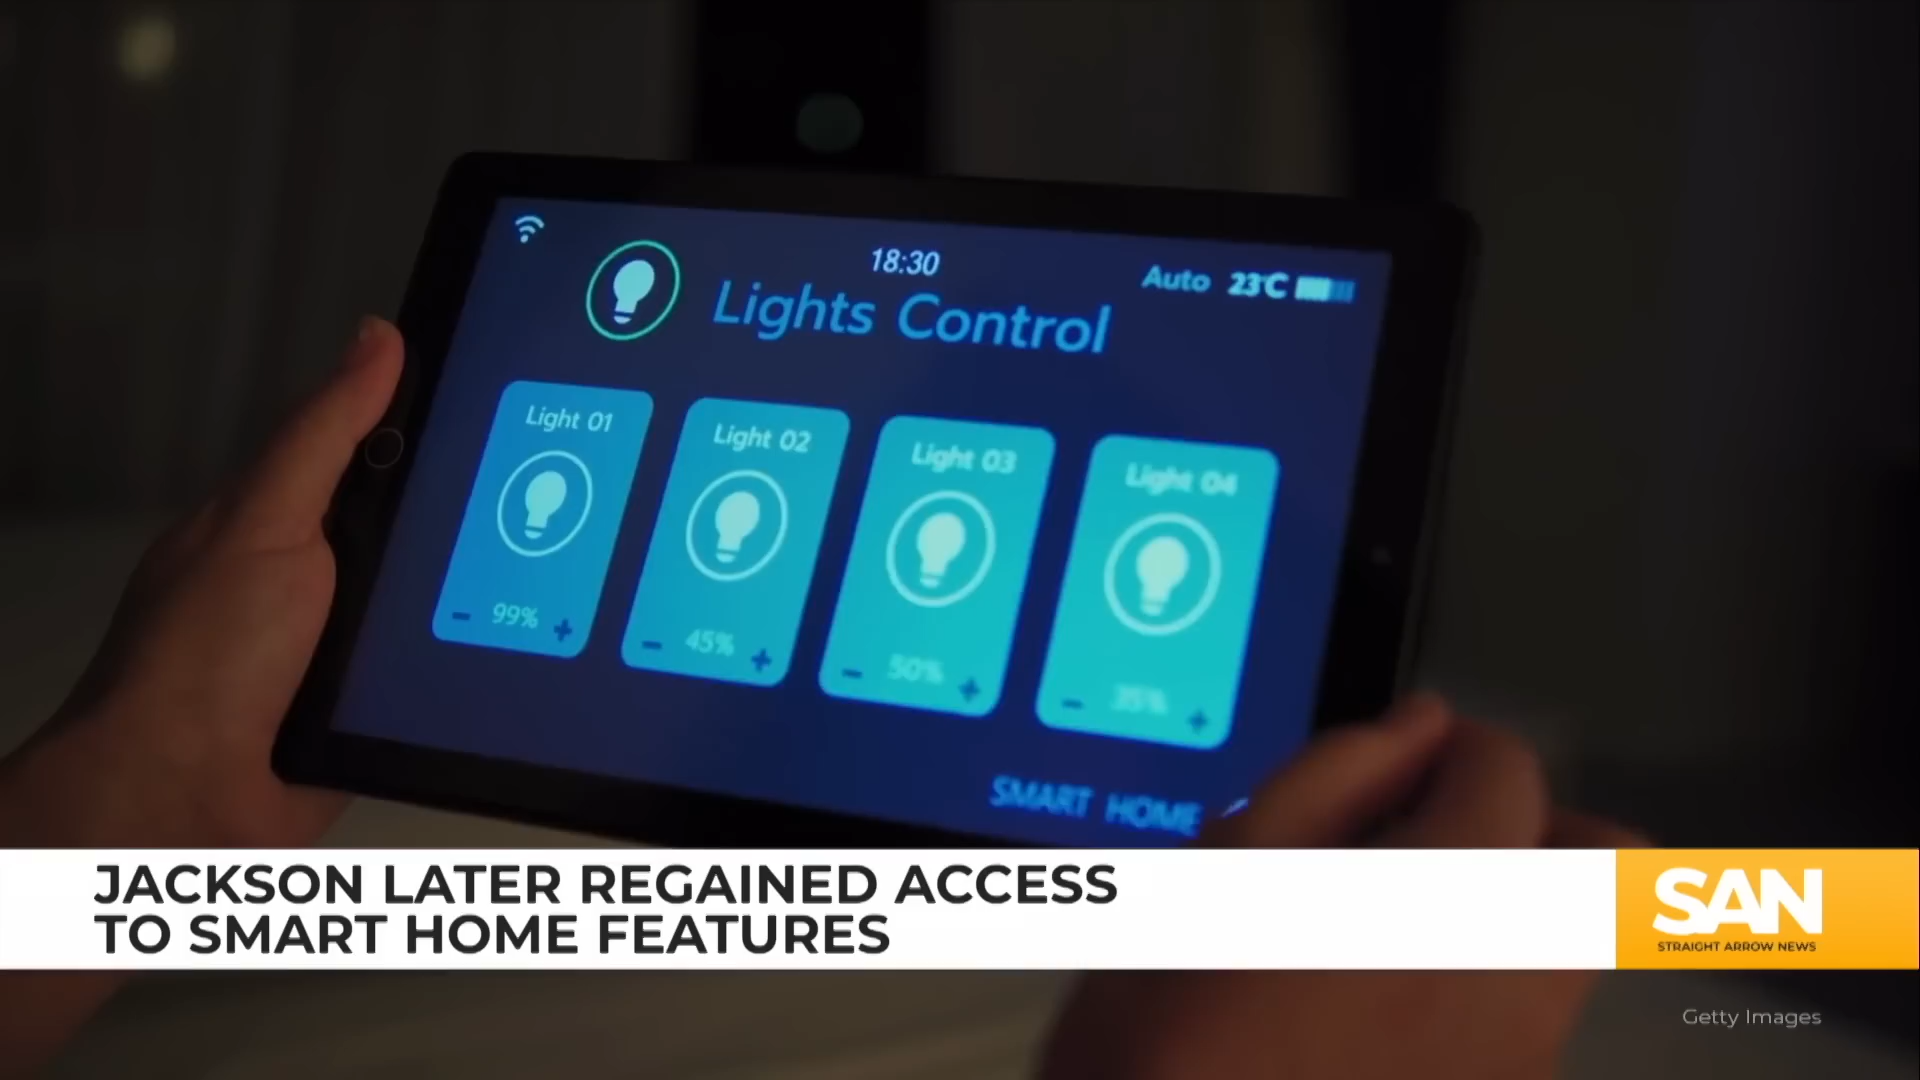 18:30
Auto 23°C
Lights Control
Light 01
Light 02
Light 03
Light 04
- 99% +
- 45% +
- 50% +
- 35% +
SMART HOME
JACKSON LATER REGAINED ACCESS
TO SMART HOME FEATURES
SAN
STRAIGHT ARROW NEWS
Getty Images